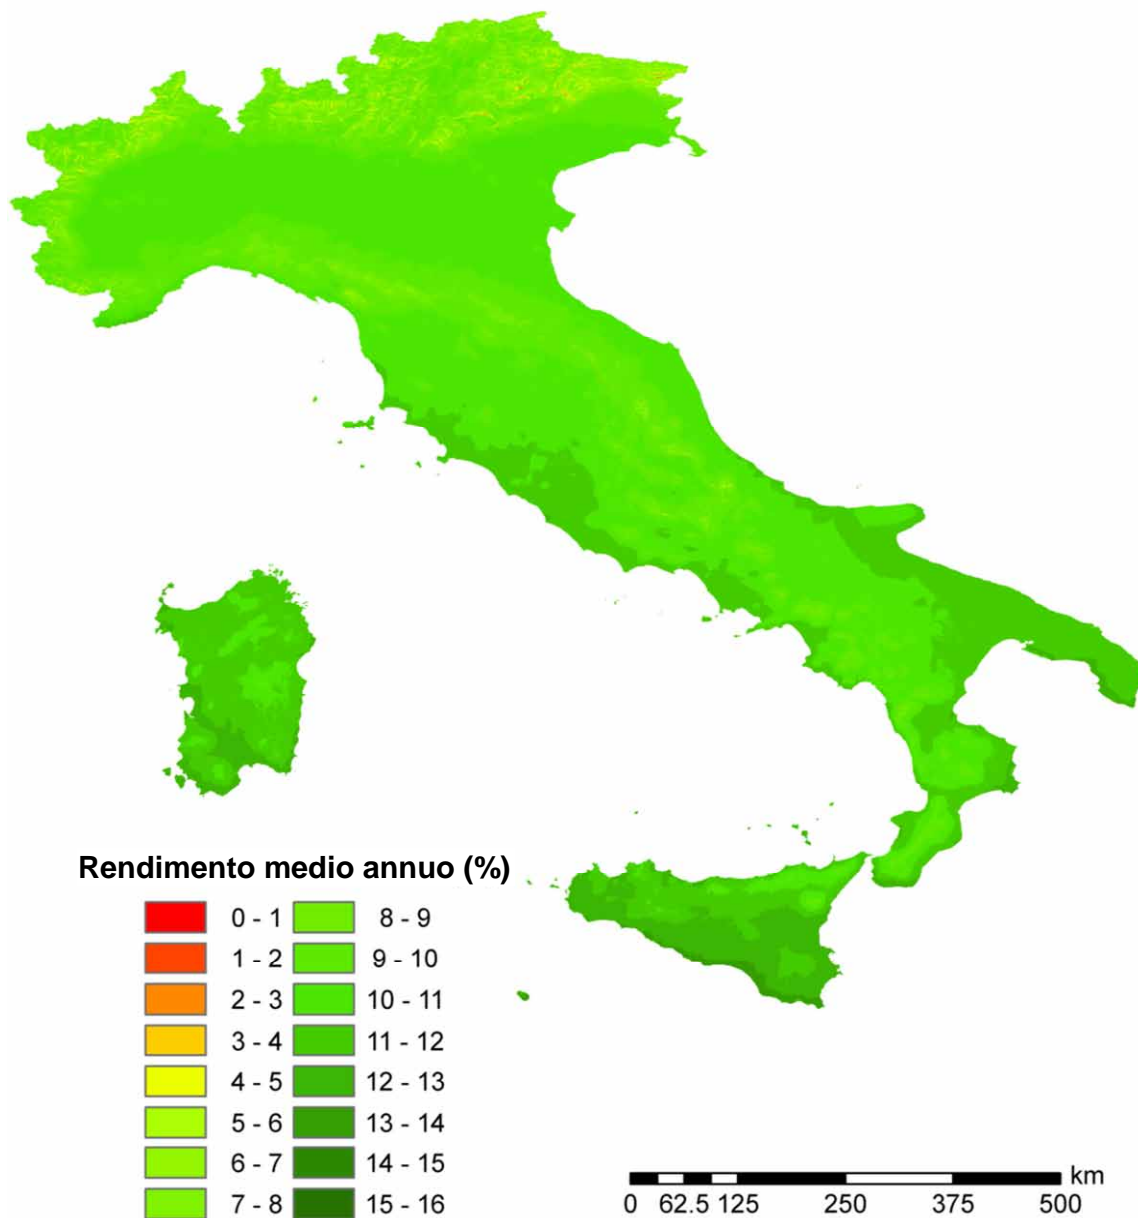 Rendimento medio annuo (%)
0 - 1 8 - 9
1 - 2 9 - 10
2 - 3 10 - 11
3 - 4 11 - 12
4 - 5 12 - 13
5 - 6 13 - 14
6 - 7 14 - 15
7 - 8 15 - 16
km
0 62.5 125 250 375 500